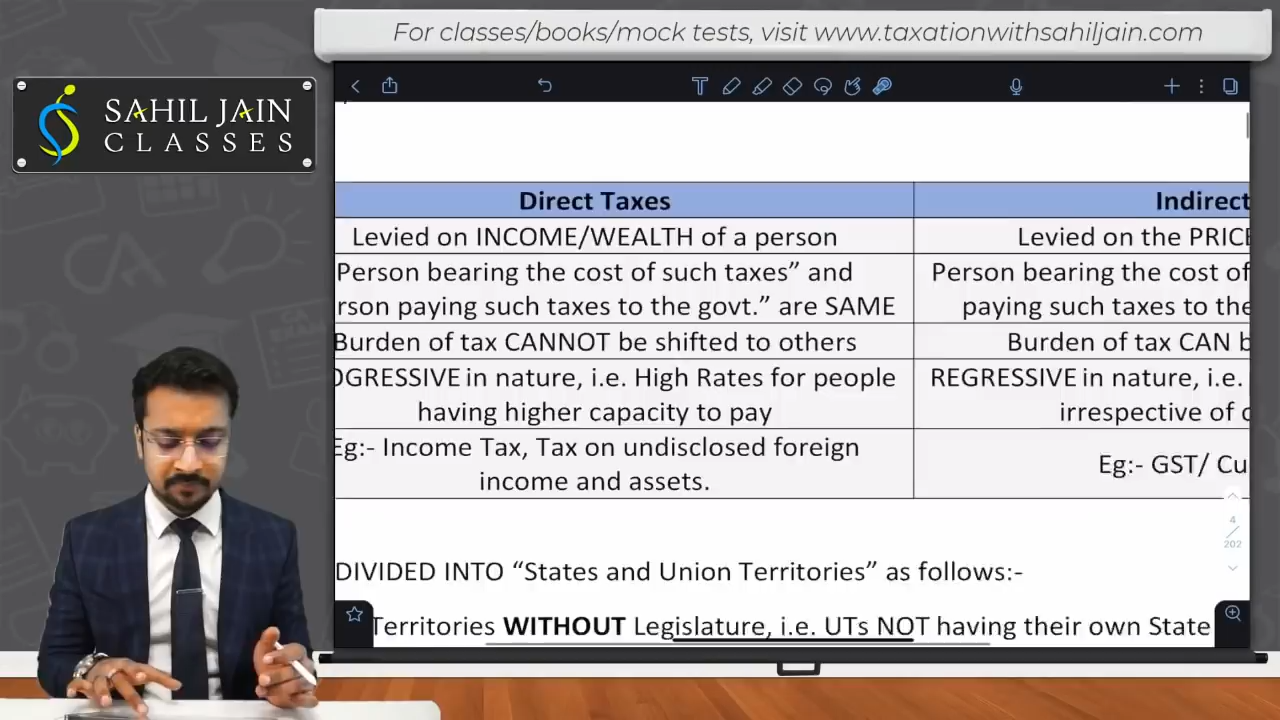 For classes/books/mock tests, visit www.taxationwithsahiljain.com
SAHIL JAIN
CLASSES
Direct Taxes
Indirect
Levied on INCOME/WEALTH of a person
Levied on the PRICE
Person bearing the cost of such taxes” and
rson paying such taxes to the govt.” are SAME
Person bearing the cost of
paying such taxes to the
Burden of tax CANNOT be shifted to others
Burden of tax CAN b
OGRESSIVE in nature, i.e. High Rates for people
having higher capacity to pay
REGRESSIVE in nature, i.e.
irrespective of c
Eg:- Income Tax, Tax on undisclosed foreign
income and assets.
Eg:- GST/ Cu
4
202
DIVIDED INTO “States and Union Territories” as follows:-
Territories WITHOUT Legislature, i.e. UTs NOT having their own State